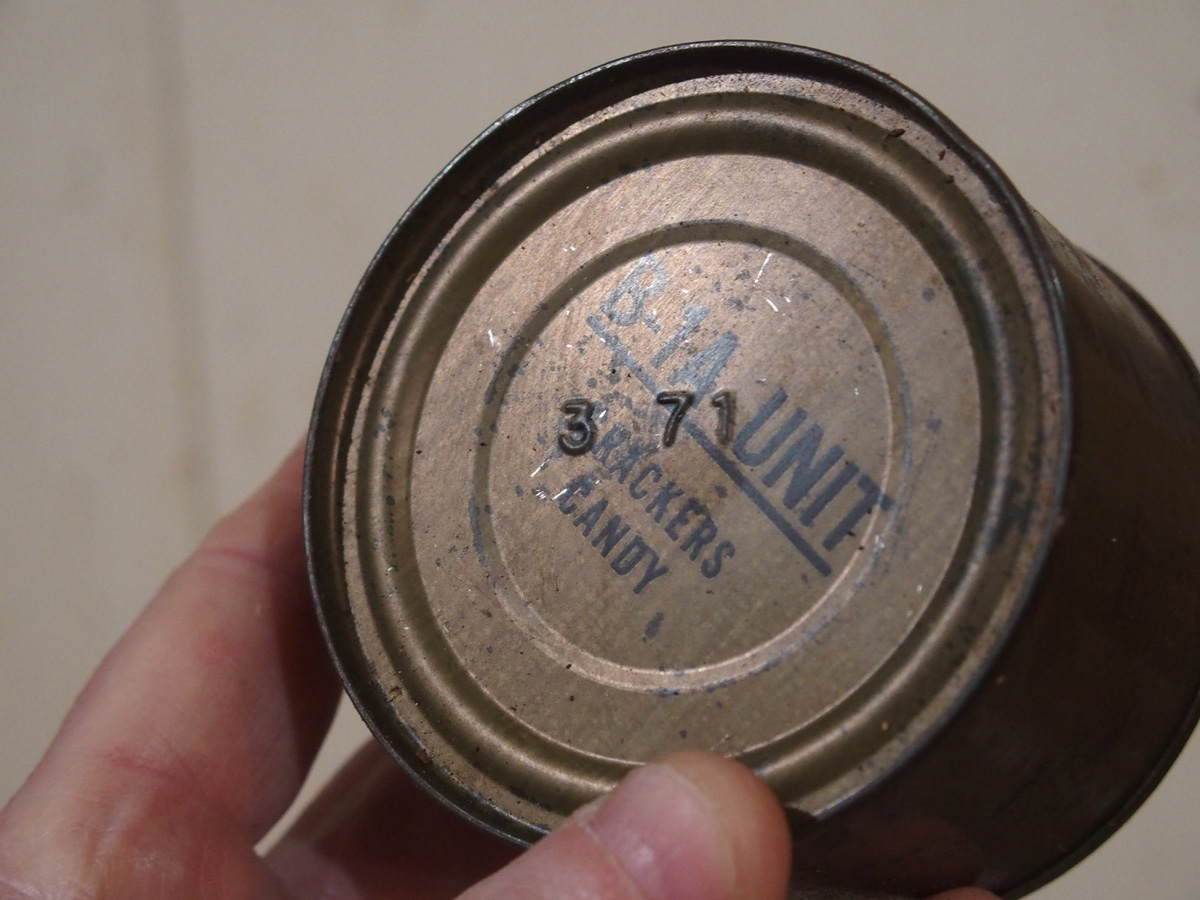 B-1A UNIT
3 71
CRACKERS
CANDY